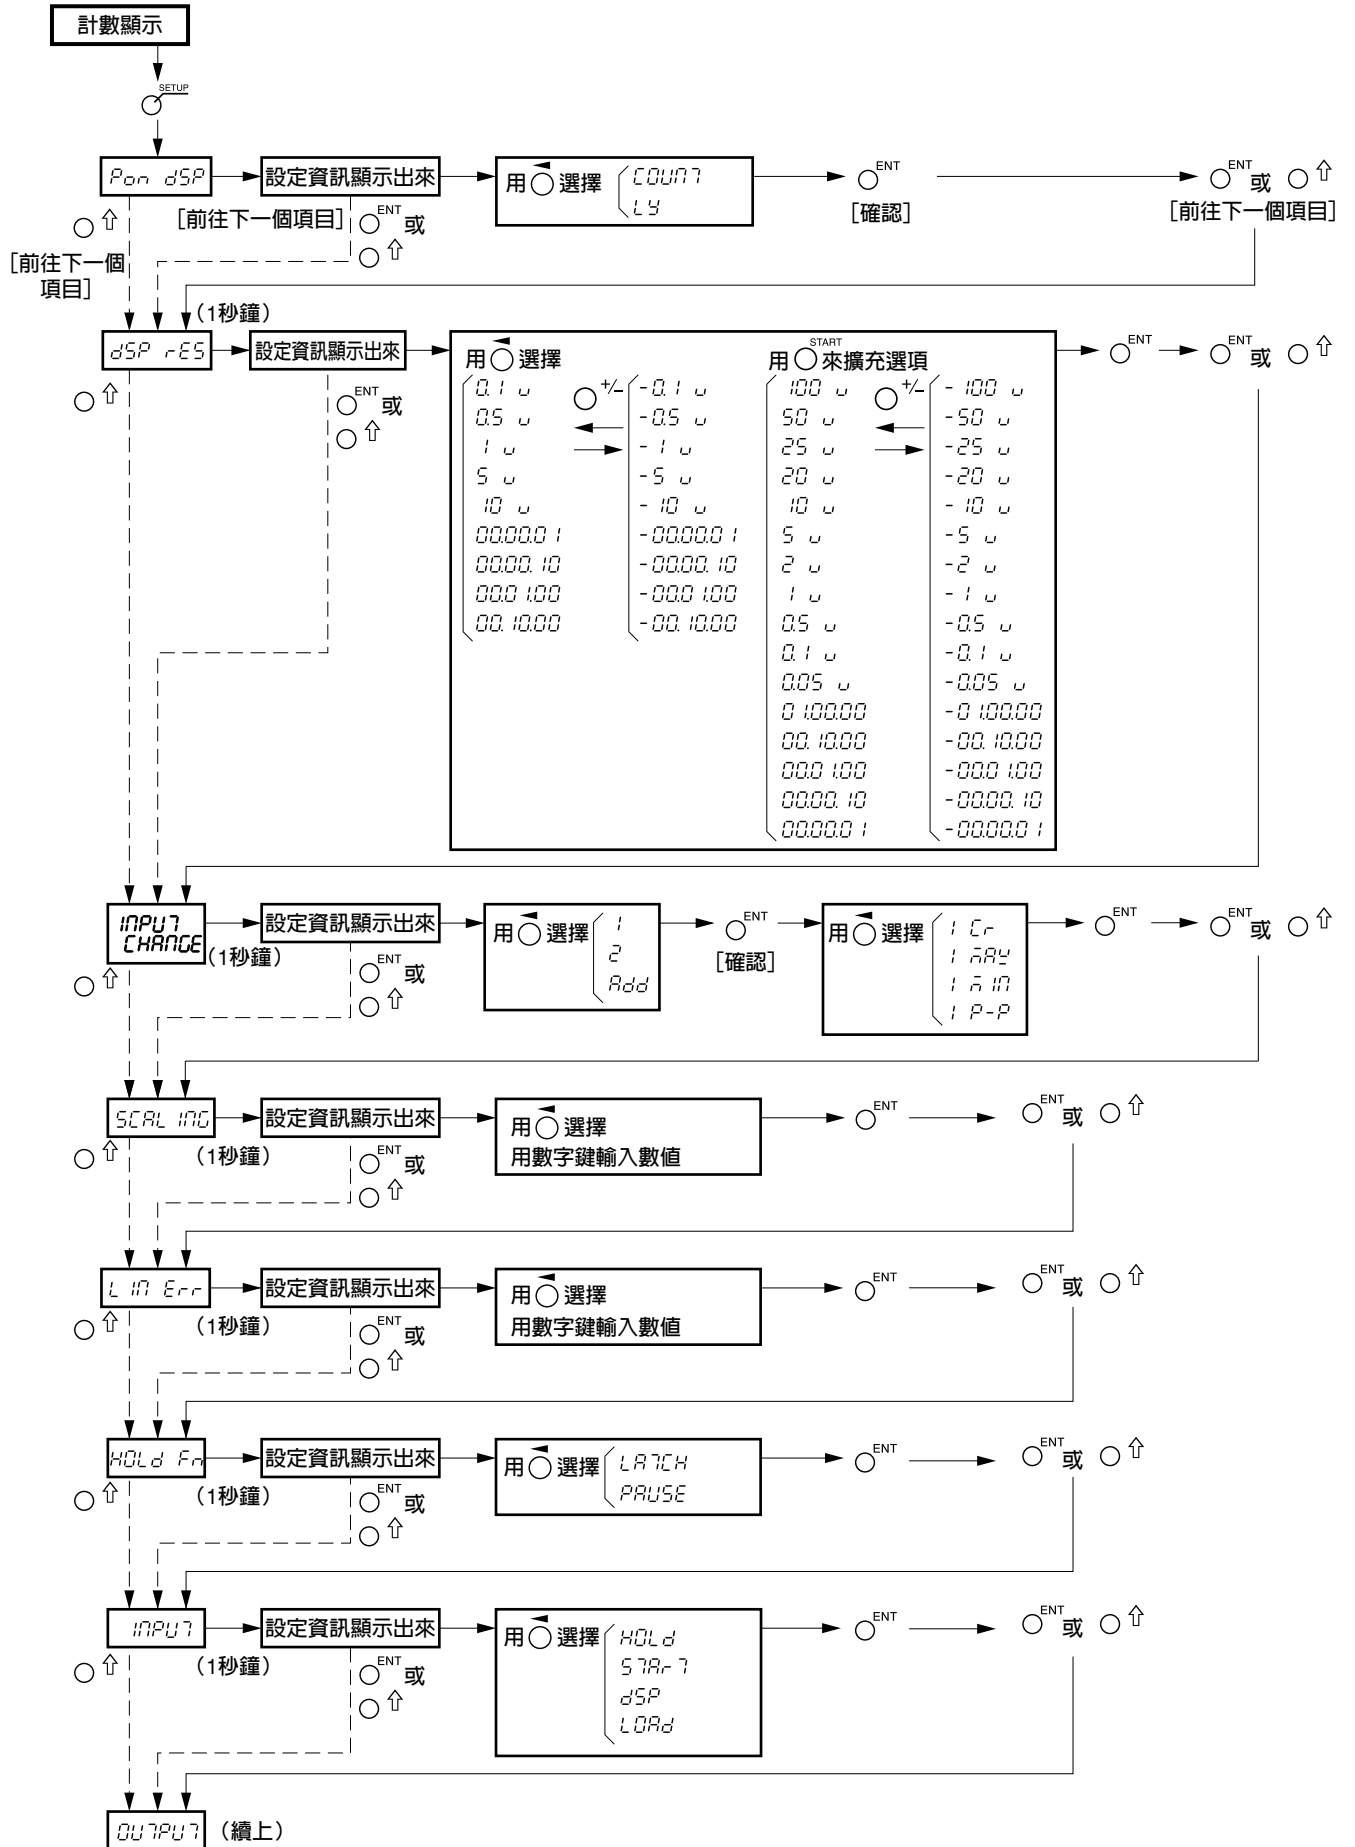 計數顯示
SETUP
Pon dSP
設定資訊顯示出來
用 選擇
COUNT
LY
ENT
[確認]
ENT 或
[前往下一個項目]
[前往下一個項目]
ENT 或
[前往下一個
項目]
(1秒鐘)
dSP rES
設定資訊顯示出來
ENT 或
用 選擇
0.1 u
0.5 u
1 u
5 u
10 u
00.00.01
00.00.10
00.01.00
00.10.00
+/-
-0.1 u
-0.5 u
-1 u
-5 u
-10 u
-00.00.01
-00.00.10
-00.01.00
-00.10.00
START
用 來擴充選項
100 u
50 u
25 u
20 u
10 u
5 u
2 u
1 u
0.5 u
0.1 u
0.05 u
01.00.00
00.10.00
00.01.00
00.00.10
00.00.01
+/-
-100 u
-50 u
-25 u
-20 u
-10 u
-5 u
-2 u
-1 u
-0.5 u
-0.1 u
-0.05 u
-01.00.00
-00.10.00
-00.01.00
-00.00.10
-00.00.01
ENT
ENT 或
INPUT
CHANGE
(1秒鐘)
設定資訊顯示出來
ENT 或
用 選擇
1
2
Add
ENT
[確認]
用 選擇
1 Cr
1 MAX
1 MIN
1 P-P
ENT
ENT 或
SCALING
(1秒鐘)
設定資訊顯示出來
ENT 或
用 選擇
用數字鍵輸入數值
ENT
ENT 或
LIN Err
(1秒鐘)
設定資訊顯示出來
ENT 或
用 選擇
用數字鍵輸入數值
ENT
ENT 或
HOLd Fn
(1秒鐘)
設定資訊顯示出來
ENT 或
用 選擇
LATCH
PAUSE
ENT
ENT 或
INPUT
(1秒鐘)
設定資訊顯示出來
ENT 或
用 選擇
HOLd
STArT
dSP
LOAd
ENT
ENT 或
OUTPUT
(續上)